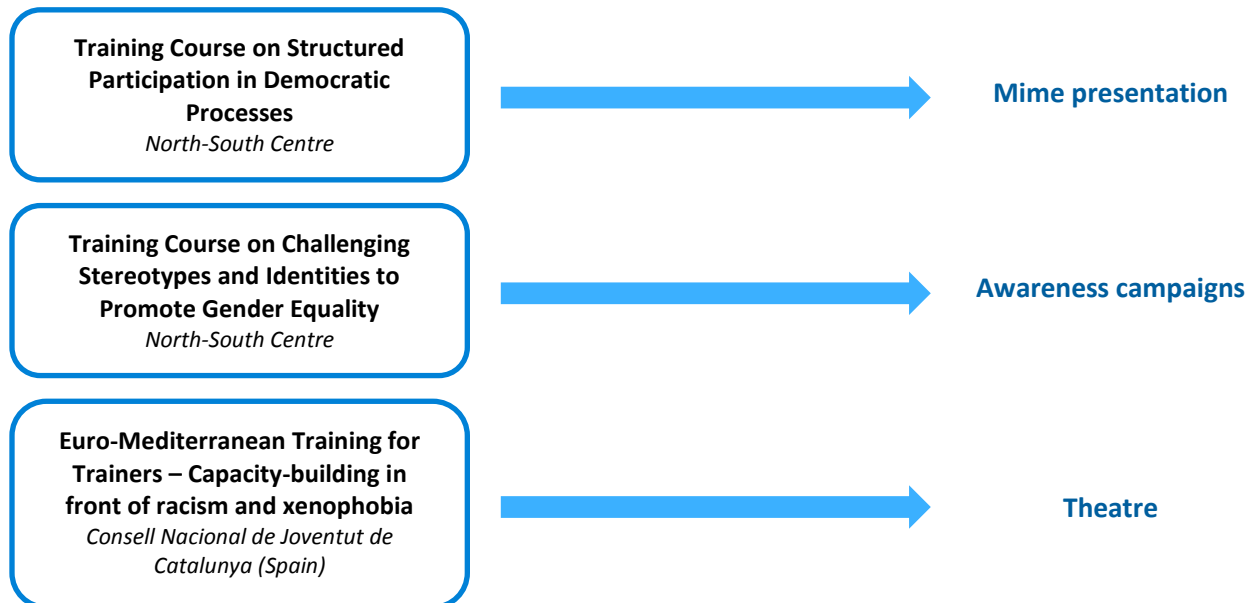 Training Course on Structured
Participation in Democratic
Processes
North-South Centre
Mime presentation
Training Course on Challenging
Stereotypes and Identities to
Promote Gender Equality
North-South Centre
Awareness campaigns
Euro-Mediterranean Training for
Trainers – Capacity-building in
front of racism and xenophobia
Consell Nacional de Joventut de
Catalunya (Spain)
Theatre